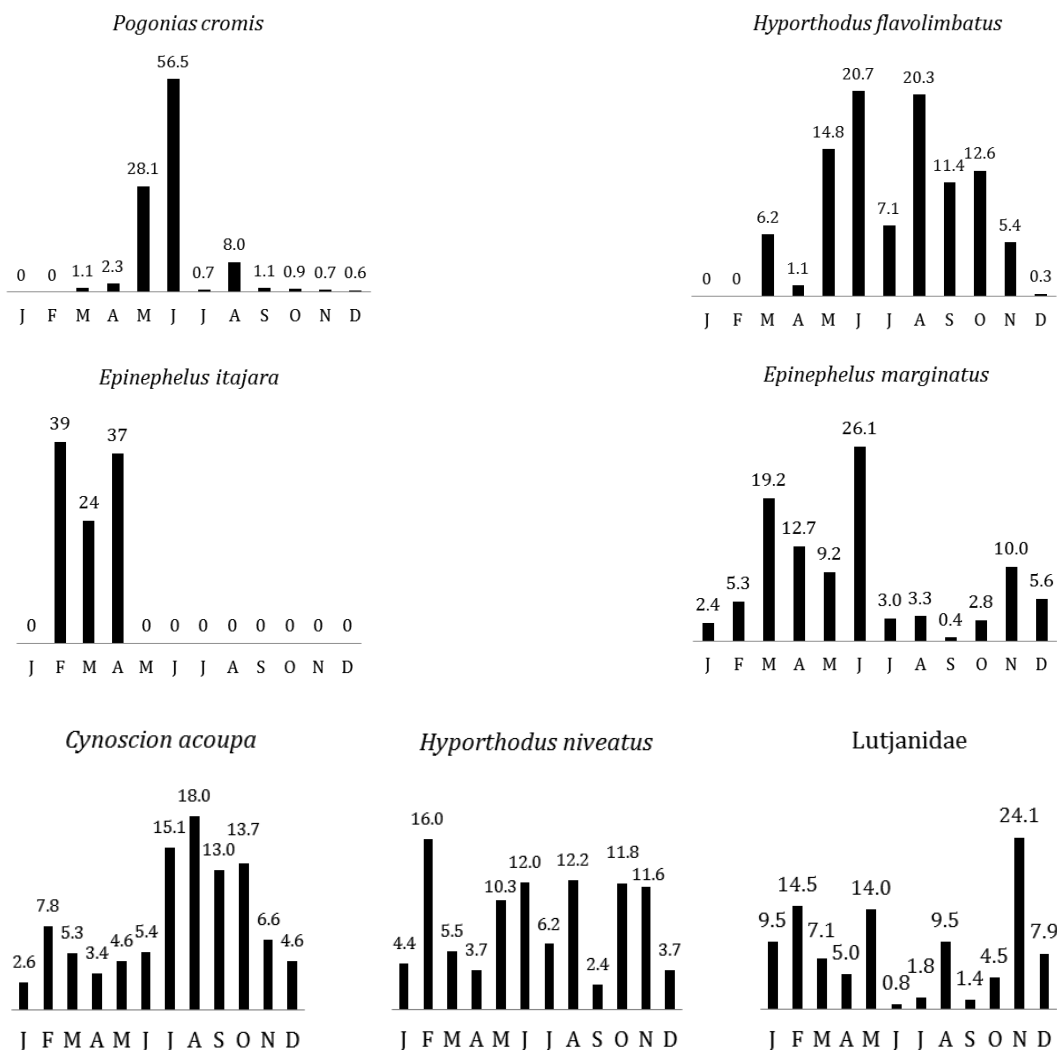 Pogonias cromis
0 0 1.1 2.3 28.1 56.5 0.7 8.0 1.1 0.9 0.7 0.6
J F M A M J J A S O N D
Hyporthodus flavolimbatus
0 0 6.2 1.1 14.8 20.7 7.1 20.3 11.4 12.6 5.4 0.3
J F M A M J J A S O N D
Epinephelus itajara
0 39 24 37 0 0 0 0 0 0 0 0
J F M A M J J A S O N D
Epinephelus marginatus
2.4 5.3 19.2 12.7 9.2 26.1 3.0 3.3 0.4 2.8 10.0 5.6
J F M A M J J A S O N D
Cynoscion acoupa
2.6 7.8 5.3 3.4 4.6 5.4 15.1 18.0 13.0 13.7 6.6 4.6
J F M A M J J A S O N D
Hyporthodus niveatus
4.4 16.0 5.5 3.7 10.3 12.0 6.2 12.2 2.4 11.8 11.6 3.7
J F M A M J J A S O N D
Lutjanidae
9.5 14.5 7.1 5.0 14.0 0.8 1.8 9.5 1.4 4.5 24.1 7.9
J F M A M J J A S O N D